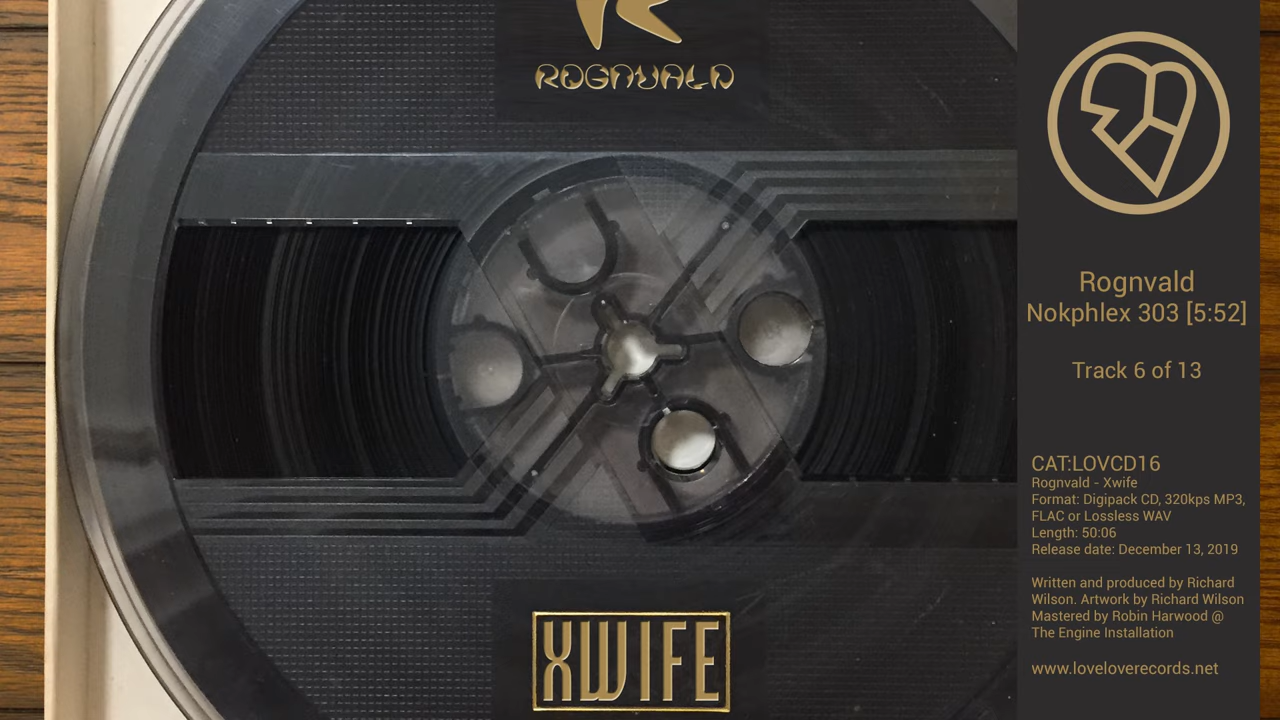 ROGNVALD
XWIFE
Rognvald
Nokphlex 303 [5:52]
Track 6 of 13
CAT:LOVCD16
Rognvald - Xwife
Format: Digipack CD, 320kps MP3,
FLAC or Lossless WAV
Length: 50:06
Release date: December 13, 2019
Written and produced by Richard
Wilson. Artwork by Richard Wilson
Mastered by Robin Harwood @
The Engine Installation
www.loveloverecords.net